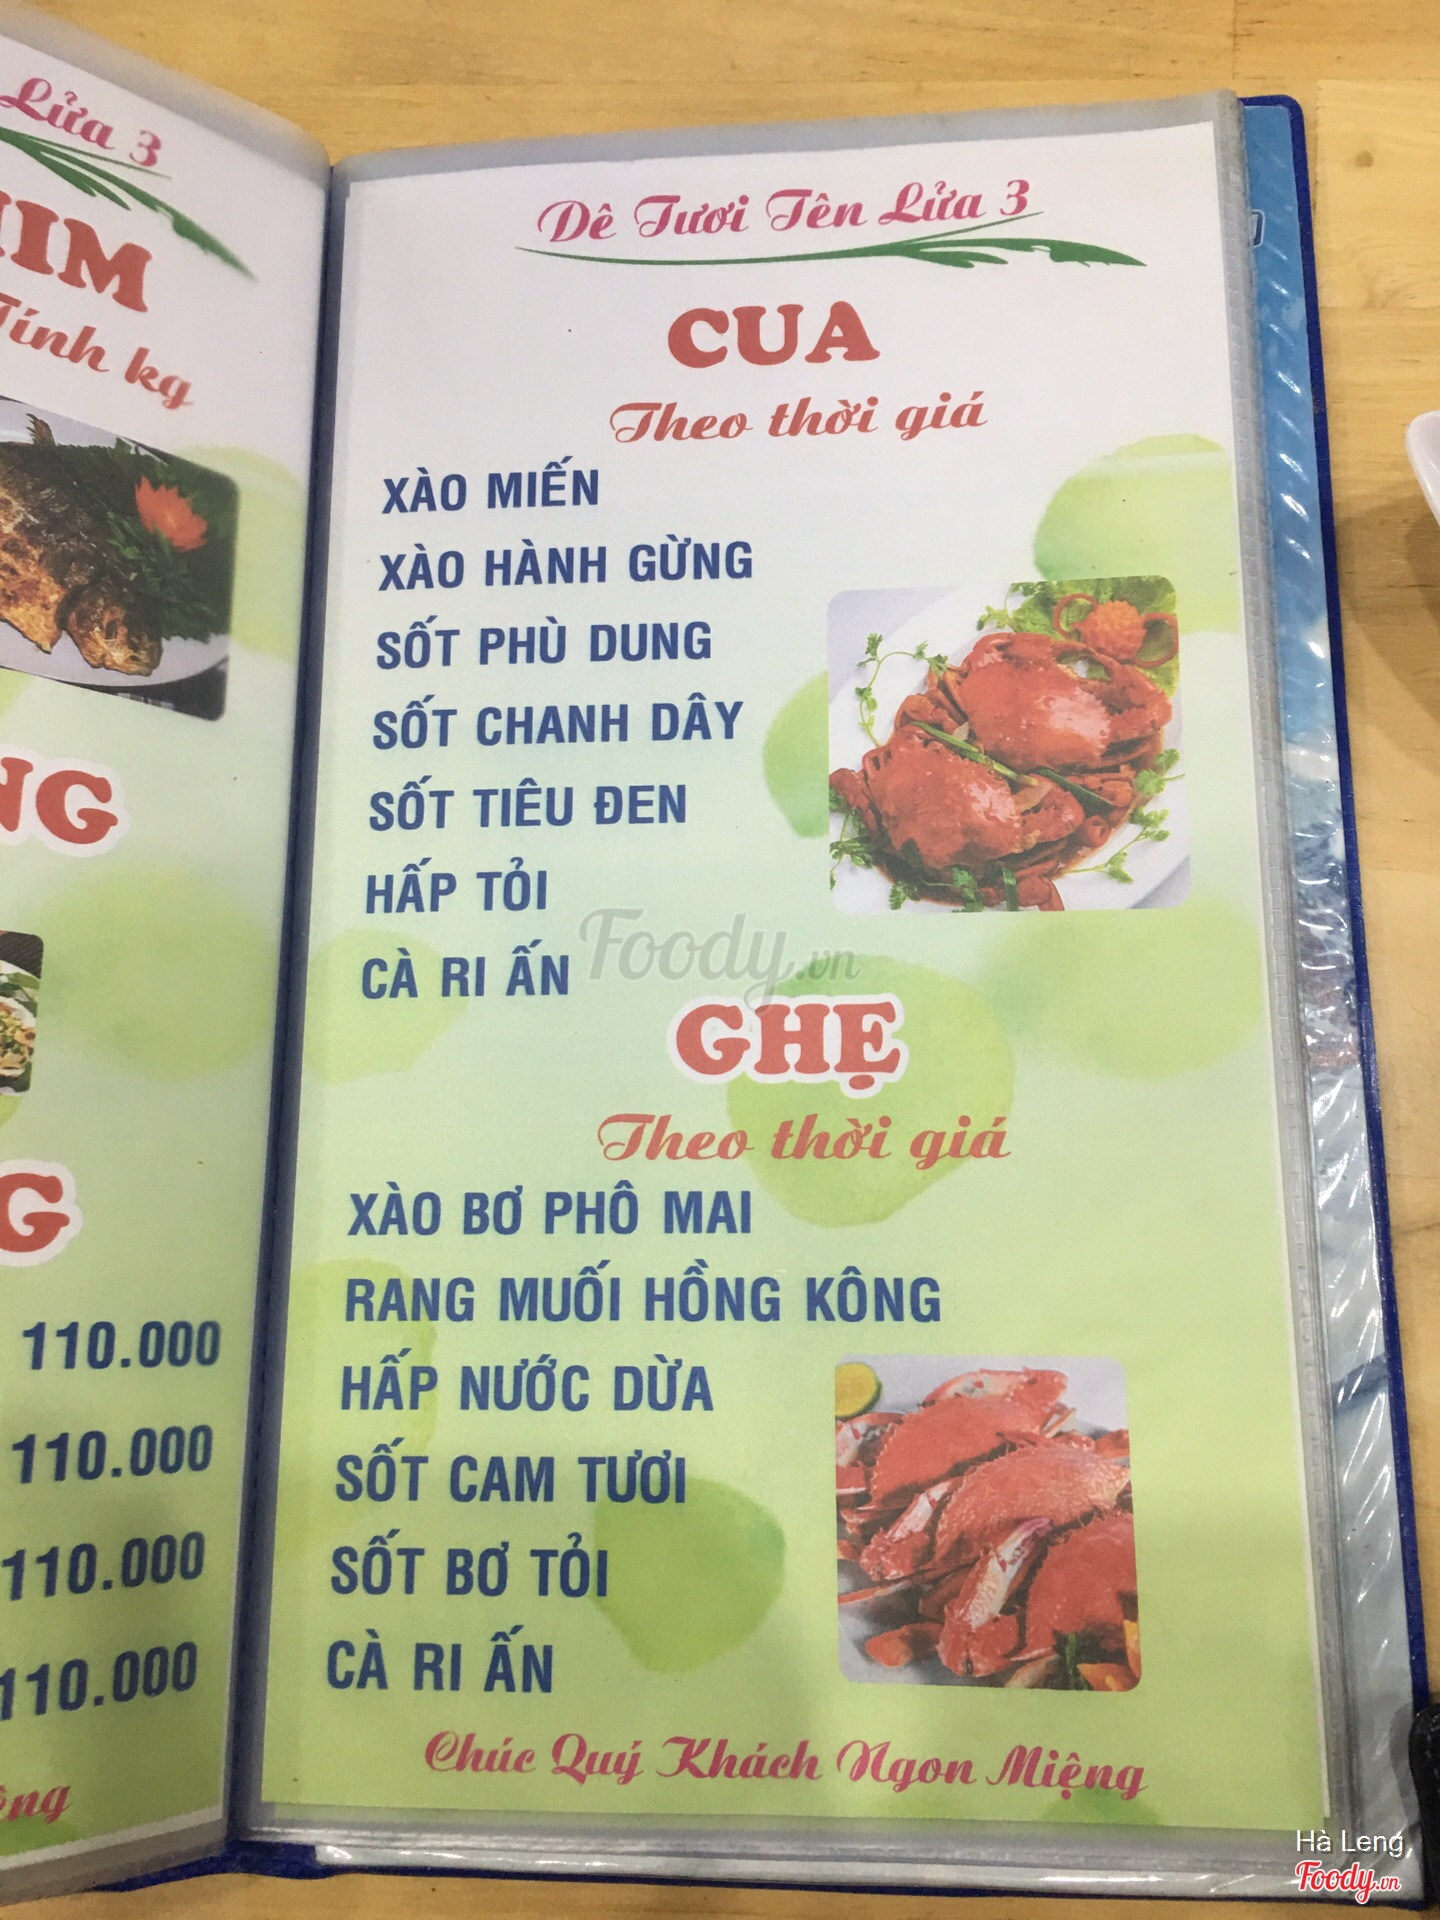 Lửa 3
Tính kg
NG
G
110.000
110.000
110.000
110.000
Dê Tươi Tên Lửa 3
CUA
Theo thời giá
XÀO MIẾN
XÀO HÀNH GỪNG
SỐT PHÙ DUNG
SỐT CHANH DÂY
SỐT TIÊU ĐEN
HẤP TỎI
CÀ RI ẤN
Foody.vn
GHẸ
Theo thời giá
XÀO BƠ PHÔ MAI
RANG MUỐI HỒNG KÔNG
HẤP NƯỚC DỪA
SỐT CAM TƯƠI
SỐT BƠ TỎI
CÀ RI ẤN
Chúc Quý Khách Ngon Miệng
Hà Leng
Foody.vn